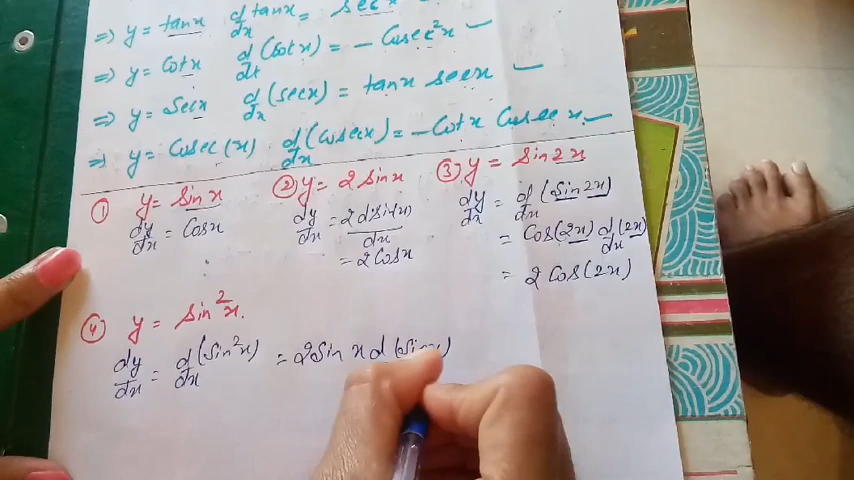 ⇒ y = tanx d/dx tanx = sec x
⇒ y = Cotx d/dt (Cotx) = - Cosec²x
⇒ y = Secx d/dx (secx) = tanx secx
⇒ y = Cosec(x) d/dx (Cosecx) = - Cotx Cosec x
① y = Sinx
dy/dx = Cosx
② y = 2 Sinx
dy/dx = 2 d Sin(x)/dx
= 2 Cosx
③ y = Sin2x
dy/dx = d/dx (Sin2x)
= Cos(2x) d/dx (2x)
= 2 Cos(2x)
④ y = Sin²x.
dy/dx = d/dx (Sin²x) = 2Sin x d